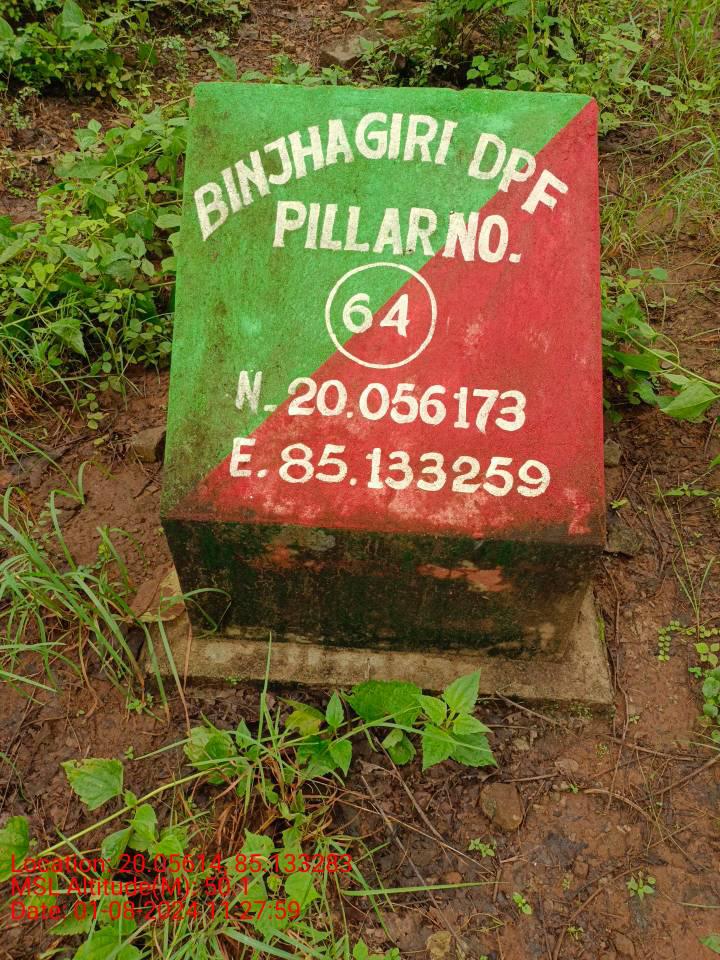 BINJHAGIRI DPF
PILLAR NO.
64
N. 20.056173
E. 85.133259
Location: 20.05614, 85.133283
MSL Altitude(M): 50.1
Date: 01-08-2024 11:27:59